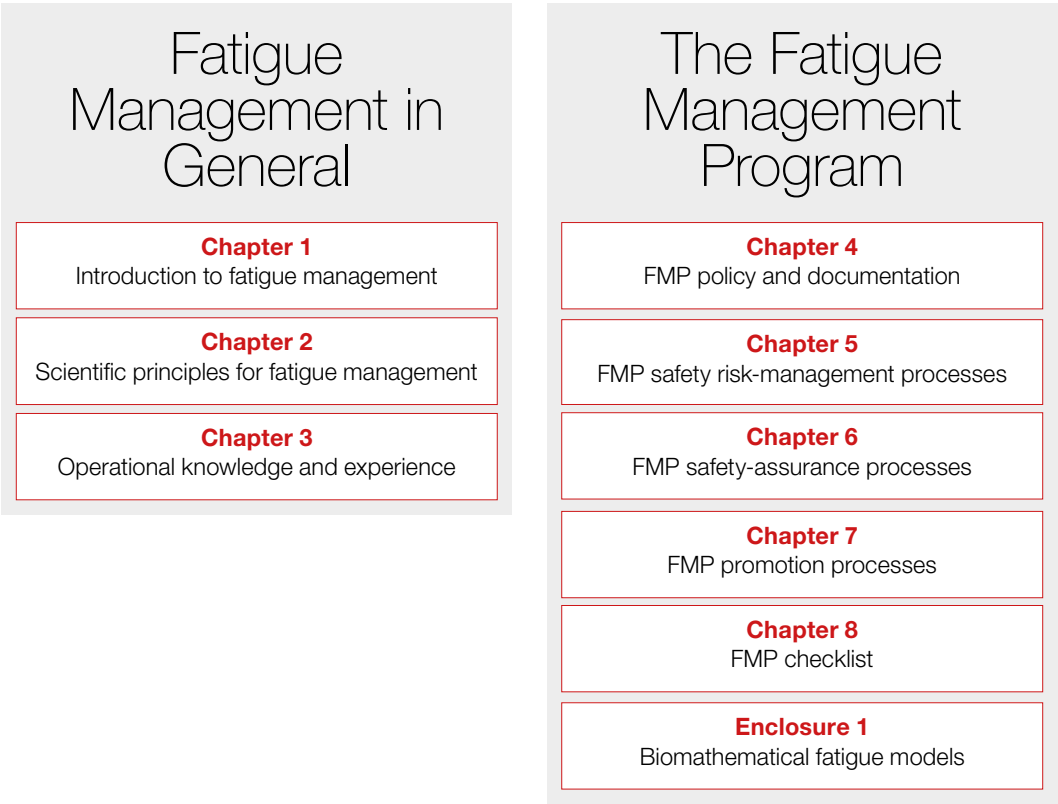 Fatigue
Management in
General
Chapter 1
Introduction to fatigue management
Chapter 2
Scientific principles for fatigue management
Chapter 3
Operational knowledge and experience
The Fatigue
Management
Program
Chapter 4
FMP policy and documentation
Chapter 5
FMP safety risk-management processes
Chapter 6
FMP safety-assurance processes
Chapter 7
FMP promotion processes
Chapter 8
FMP checklist
Enclosure 1
Biomathematical fatigue models